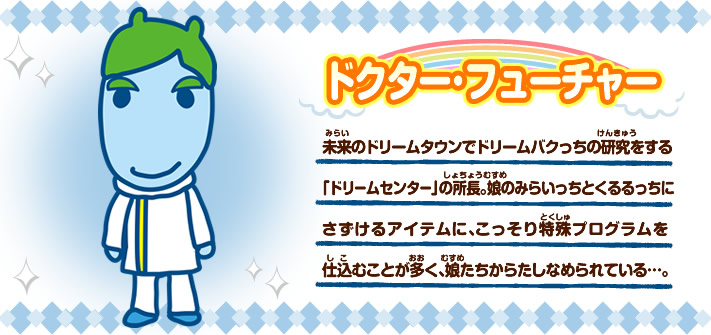 ドクター・フューチャー
未来のドリームタウンでドリームバクっちの研究をする
「ドリームセンター」の所長。娘のみらいっちとくるるっちに
さずけるアイテムに、こっそり特殊プログラムを
仕込むことが多く、娘たちからたしなめられている…。